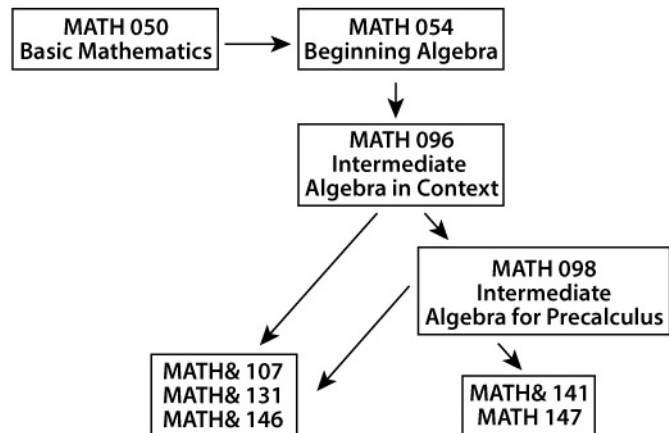 MATH 050
Basic Mathematics
MATH 054
Beginning Algebra
MATH 096
Intermediate
Algebra in Context
MATH 098
Intermediate
Algebra for Precalculus
MATH& 107
MATH& 131
MATH& 146
MATH& 141
MATH 147